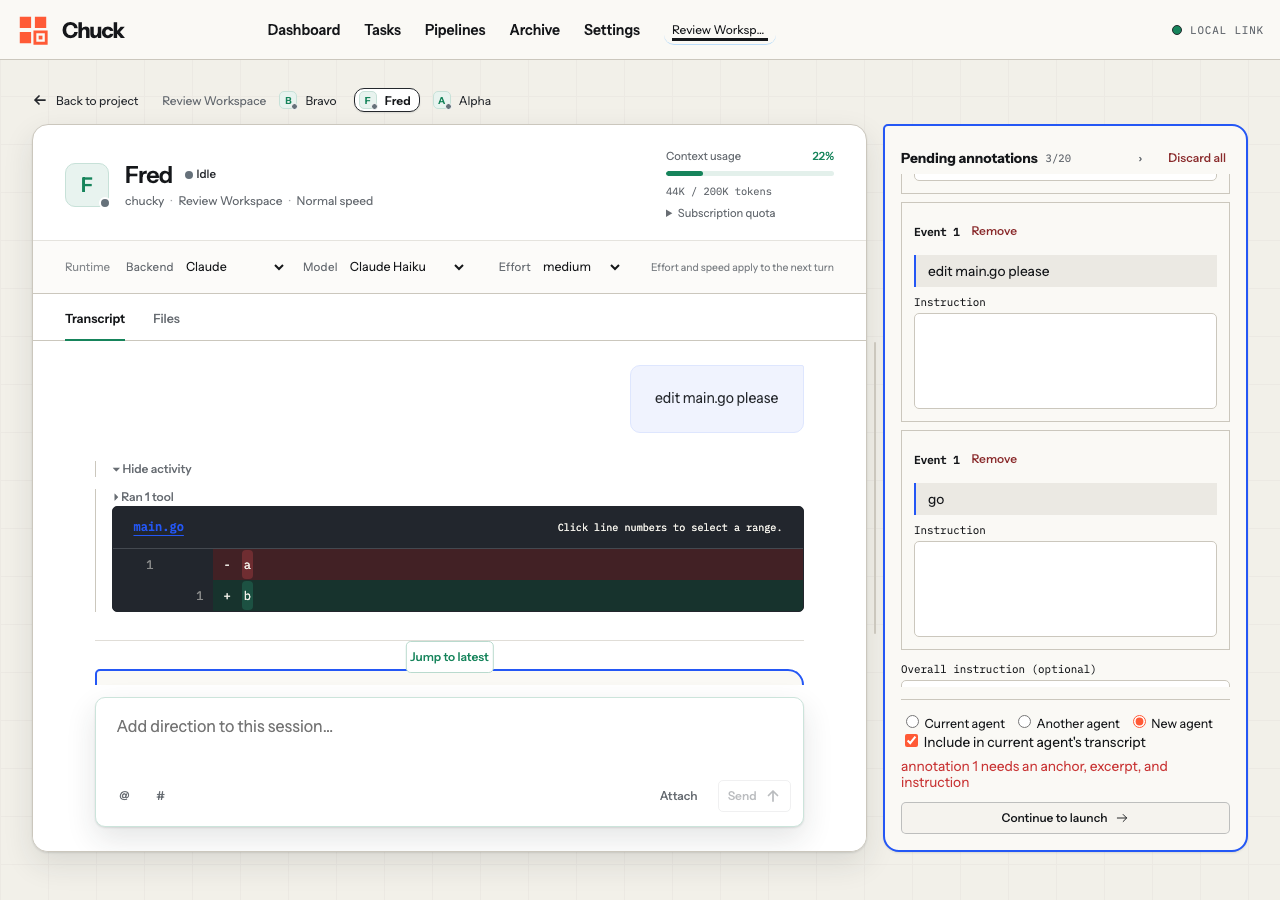 Chuck
Dashboard Tasks Pipelines Archive Settings Review Worksp...
LOCAL LINK
← Back to project Review Workspace B Bravo F Fred A Alpha
F
Fred Idle
chucky · Review Workspace · Normal speed
Context usage 22%
44K / 200K tokens
Subscription quota
Runtime Backend Claude Model Claude Haiku Effort medium Effort and speed apply to the next turn
Transcript Files
edit main.go please
Hide activity
Ran 1 tool
main.go Click line numbers to select a range.
1 - a
1 + b
Jump to latest
Add direction to this session...
@ # Attach Send ↑
Pending annotations 3/20 › Discard all
Event 1 Remove
edit main.go please
Instruction
Event 1 Remove
go
Instruction
Overall instruction (optional)
Current agent Another agent New agent
Include in current agent's transcript
annotation 1 needs an anchor, excerpt, and
instruction
Continue to launch →